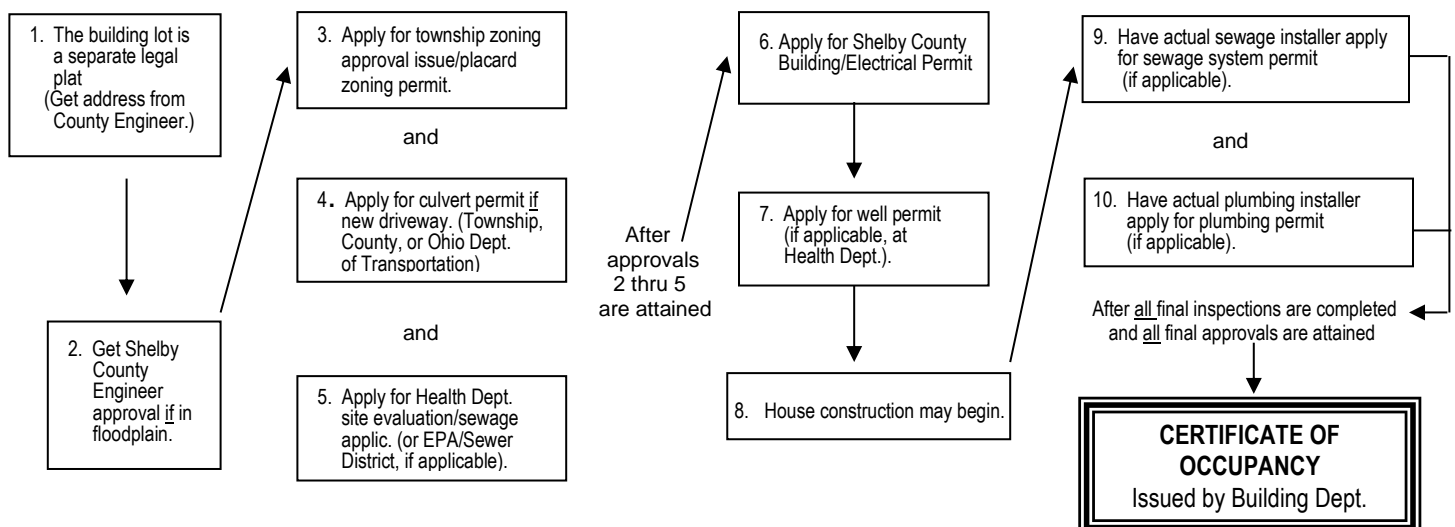 1. The building lot is
a separate legal
plat
(Get address from
County Engineer.)
2. Get Shelby
County
Engineer
approval if in
floodplain.
3. Apply for township zoning
approval issue/placard
zoning permit.
and
4. Apply for culvert permit if
new driveway. (Township,
County, or Ohio Dept.
of Transportation)
and
5. Apply for Health Dept.
site evaluation/sewage
applic. (or EPA/Sewer
District, if applicable).
After
approvals
2 thru 5
are attained
6. Apply for Shelby County
Building/Electrical Permit
7. Apply for well permit
(if applicable, at
Health Dept.).
8. House construction may begin.
9. Have actual sewage installer apply
for sewage system permit
(if applicable).
and
10. Have actual plumbing installer
apply for plumbing permit
(if applicable).
After all final inspections are completed
and all final approvals are attained
CERTIFICATE OF
OCCUPANCY
Issued by Building Dept.